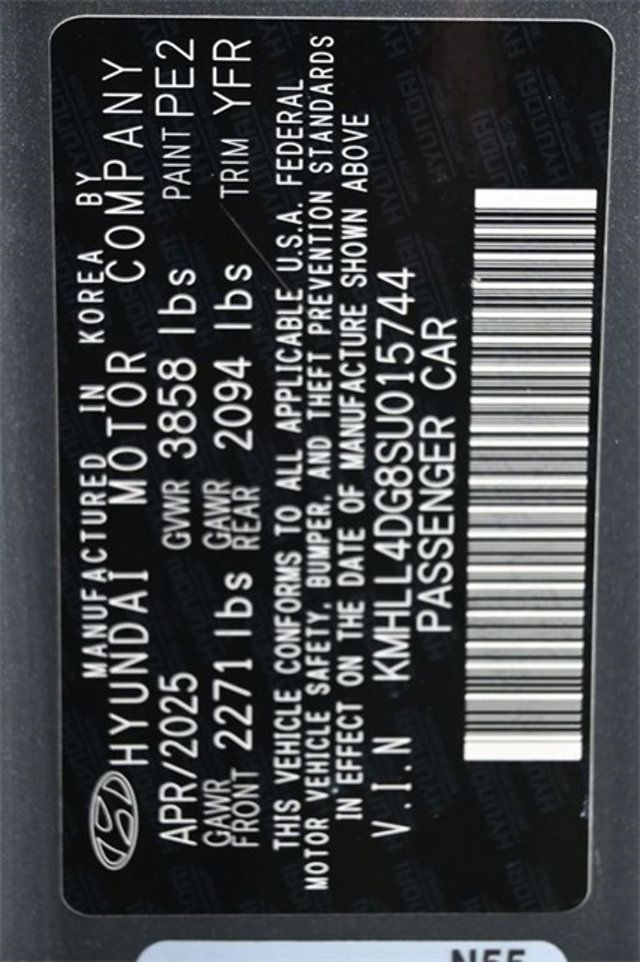 MANUFACTURED IN KOREA BY
HYUNDAI MOTOR COMPANY
APR/2025 GVWR 3858 lbs PAINT PE2
GAWR FRONT 2271 lbs GAWR REAR 2094 lbs TRIM YFR
THIS VEHICLE CONFORMS TO ALL APPLICABLE U.S.A. FEDERAL
MOTOR VEHICLE SAFETY, BUMPER, AND THEFT PREVENTION STANDARDS
IN EFFECT ON THE DATE OF MANUFACTURE SHOWN ABOVE
V.I.N KMHLL4DG8SU015744
PASSENGER CAR
N55